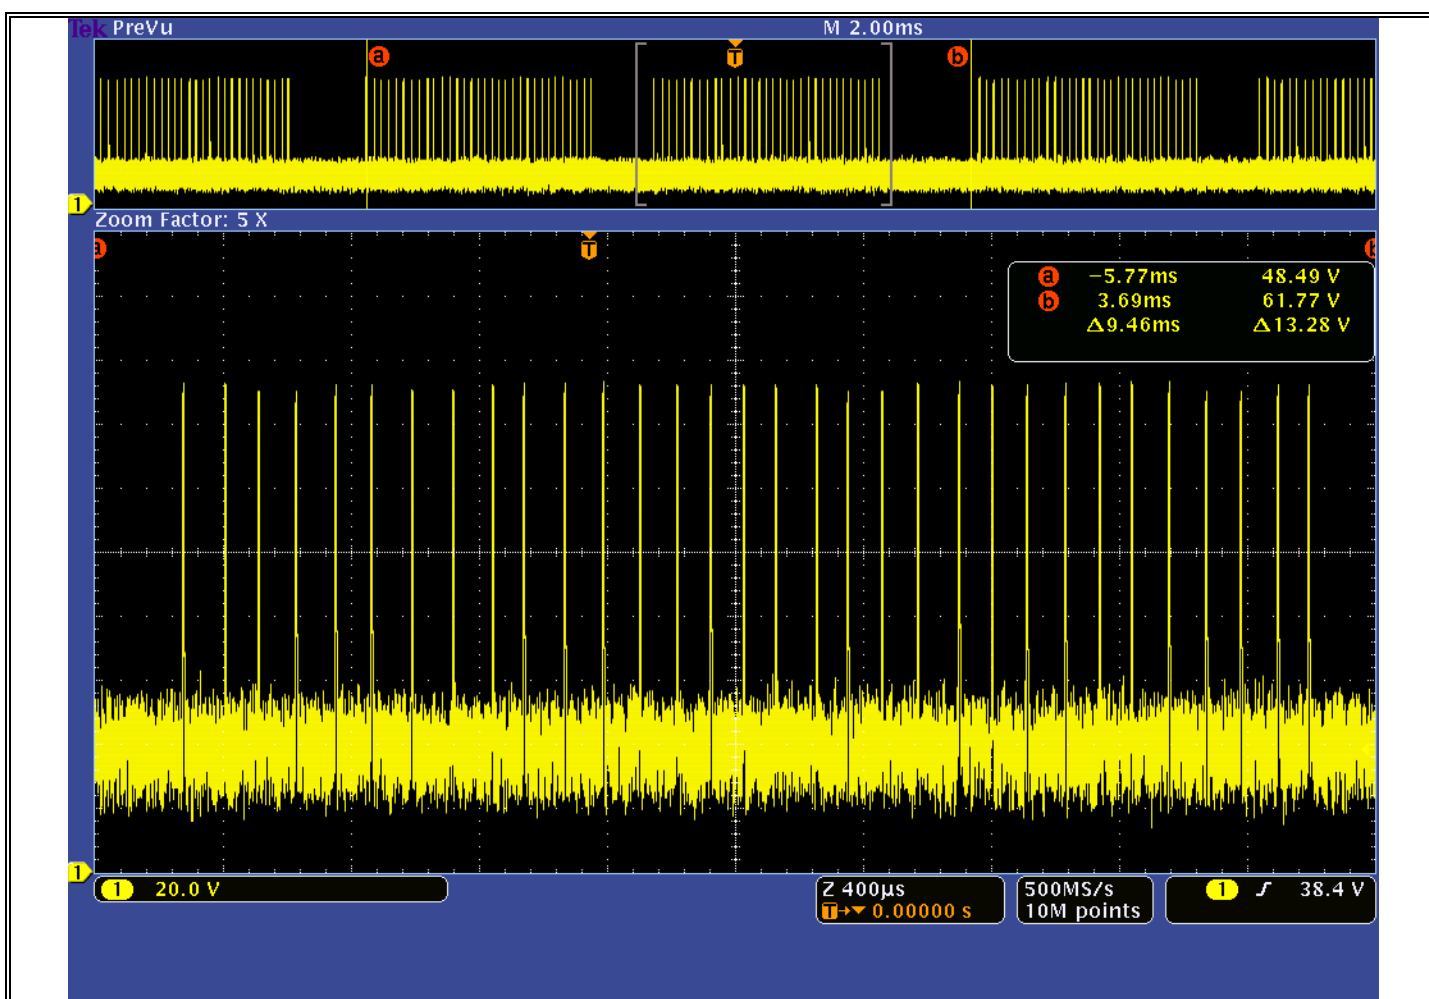 Tek PreVu M 2.00ms
a T b
1
Zoom Factor: 5 X
a T b
a −5.77ms 48.49 V
b 3.69ms 61.77 V
Δ9.46ms Δ13.28 V
1
1 20.0 V
Z 400µs
T→▼ 0.00000 s
500MS/s
10M points
1 38.4 V